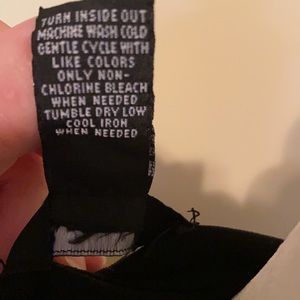 TURN INSIDE OUT
MACHINE WASH COLD
GENTLE CYCLE WITH
LIKE COLORS
ONLY NON-
CHLORINE BLEACH
WHEN NEEDED
TUMBLE DRY LOW
COOL IRON
WHEN NEEDED